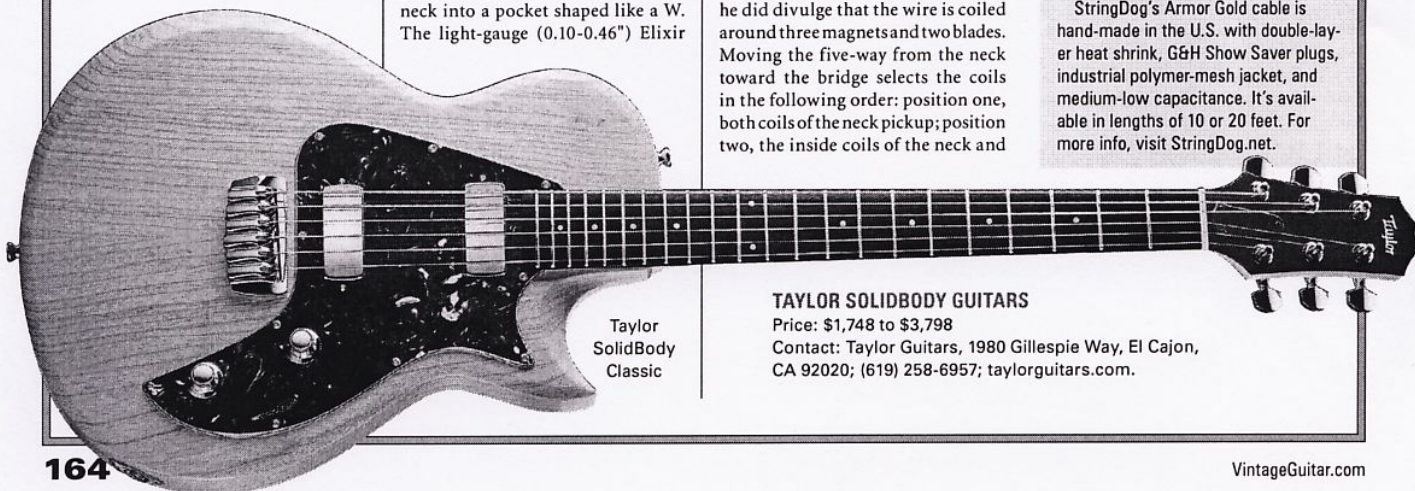 neck into a pocket shaped like a W.
The light-gauge (0.10-0.46") Elixir
he did divulge that the wire is coiled
around three magnets and two blades.
Moving the five-way from the neck
toward the bridge selects the coils
in the following order: position one,
both coils of the neck pickup; position
two, the inside coils of the neck and
StringDog's Armor Gold cable is
hand-made in the U.S. with double-lay-
er heat shrink, G&H Show Saver plugs,
industrial polymer-mesh jacket, and
medium-low capacitance. It's avail-
able in lengths of 10 or 20 feet. For
more info, visit StringDog.net.
Taylor
Taylor
SolidBody
Classic
TAYLOR SOLIDBODY GUITARS
Price: $1,748 to $3,798
Contact: Taylor Guitars, 1980 Gillespie Way, El Cajon,
CA 92020; (619) 258-6957; taylorguitars.com.
164
VintageGuitar.com